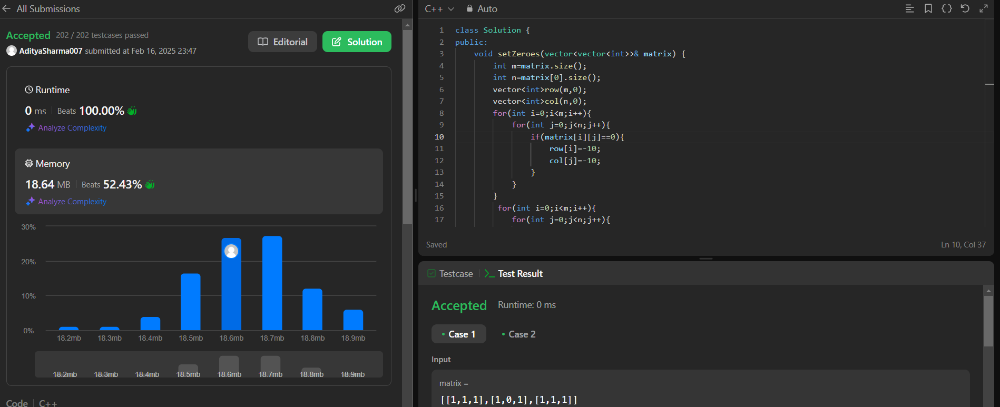 All Submissions
Accepted 202 / 202 testcases passed
AdityaSharma007 submitted at Feb 16, 2025 23:47
Editorial
Solution
Runtime
0 ms | Beats 100.00%
Analyze Complexity
Memory
18.64 MB | Beats 52.43%
Analyze Complexity
30%
20%
10%
0%
18.2mb 18.3mb 18.4mb 18.5mb 18.6mb 18.7mb 18.8mb 18.9mb
18.2mb 18.3mb 18.4mb 18.5mb 18.6mb 18.7mb 18.8mb 18.9mb
Code | C++
C++ Auto
1 class Solution {
2 public:
3 void setZeroes(vector<vector<int>>& matrix) {
4 int m=matrix.size();
5 int n=matrix[0].size();
6 vector<int>row(m,0);
7 vector<int>col(n,0);
8 for(int i=0;i<m;i++){
9 for(int j=0;j<n;j++){
10 if(matrix[i][j]==0){
11 row[i]=-10;
12 col[j]=-10;
13 }
14 }
15 }
16 for(int i=0;i<m;i++){
17 for(int j=0;j<n;j++){
Saved
Ln 10, Col 37
Testcase | >_ Test Result
Accepted Runtime: 0 ms
• Case 1 • Case 2
Input
matrix =
[[1,1,1],[1,0,1],[1,1,1]]